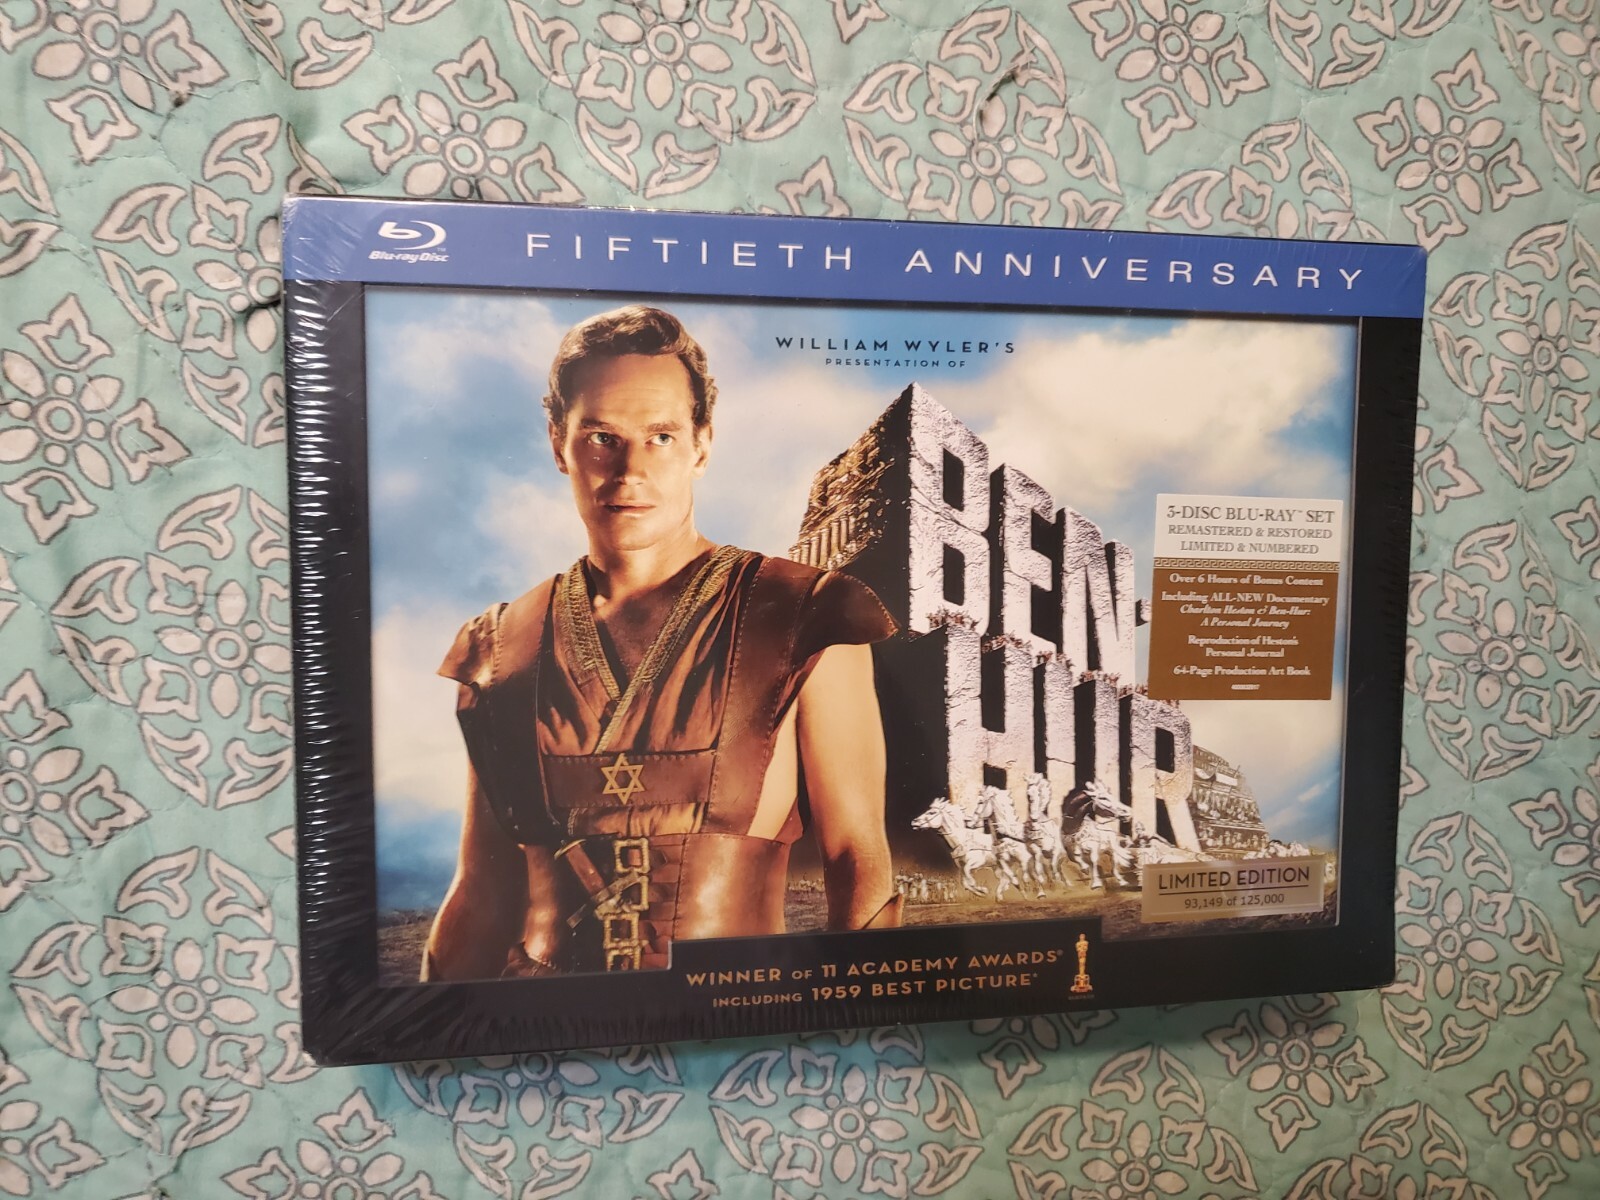 Blu-ray Disc™
FIFTIETH ANNIVERSARY
WILLIAM WYLER'S
PRESENTATION OF
BEN-
HUR
3-DISC BLU-RAY™ SET
REMASTERED & RESTORED
LIMITED & NUMBERED
Over 6 Hours of Bonus Content
Including ALL-NEW Documentary
Charlton Heston & Ben-Hur:
A Personal Journey
Reproduction of Heston's
Personal Journal
64-Page Production Art Book
LIMITED EDITION
93,149 of 125,000
WINNER OF 11 ACADEMY AWARDS®
INCLUDING 1959 BEST PICTURE*